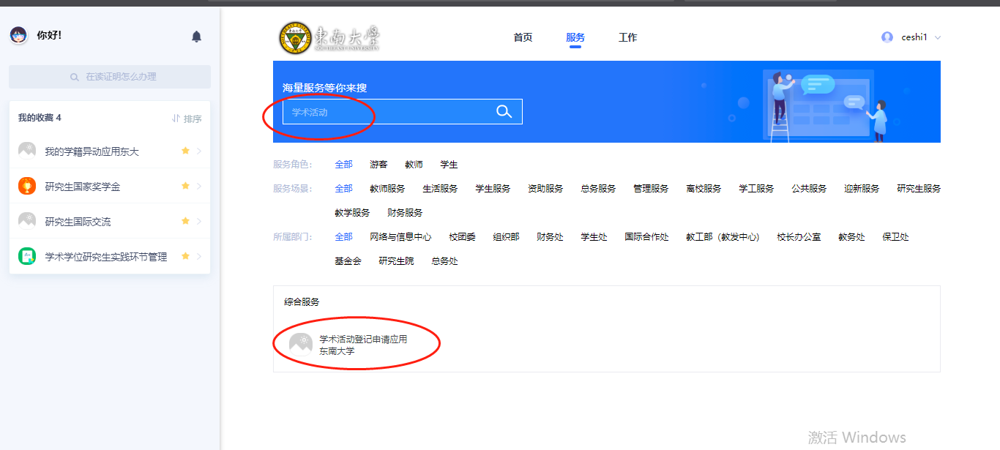 你好!
在读证明怎么办理
我的收藏 4
排序
我的学籍异动应用东大
研究生国家奖学金
研究生国际交流
学术学位研究生实践环节管理
東南大學
SOUTHEAST UNIVERSITY
首页 服务 工作
ceshi1
海星服务等你来搜
学术活动
服务角色: 全部 游客 教师 学生
服务场景: 全部 教师服务 生活服务 学生服务 资助服务 总务服务 管理服务 离校服务 学工服务 公共服务 迎新服务 研究生服务
教学服务 财务服务
所属部门: 全部 网络与信息中心 校团委 组织部 财务处 学生处 国际合作处 教工部（教发中心） 校长办公室 教务处 保卫处
基金会 研究生院 总务处
综合服务
学术活动登记申请应用
东南大学
激活 Windows